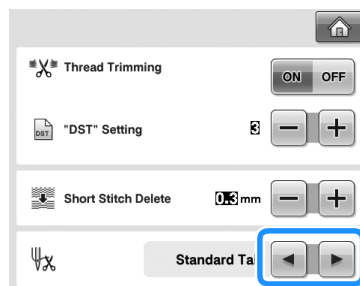 Thread Trimming
ON OFF
DST
"DST" Setting
3
Short Stitch Delete
0.3 mm
Standard Ta